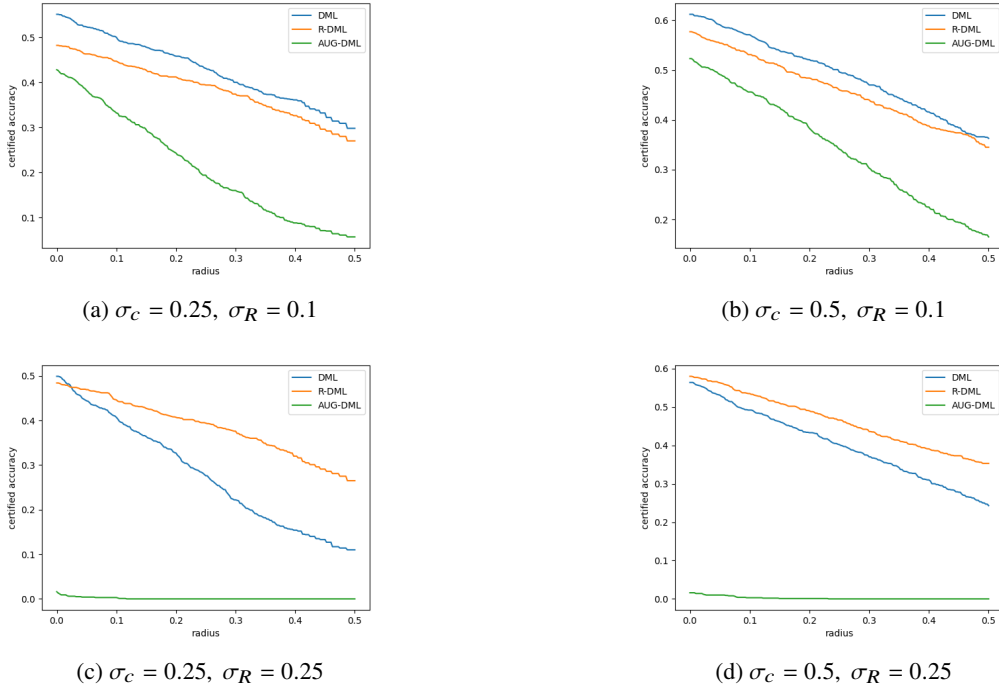 DML
R-DML
AUG-DML
certified accuracy
0.5
0.4
0.3
0.2
0.1
0.0 0.1 0.2 0.3 0.4 0.5
radius
(a) σc = 0.25, σR = 0.1
DML
R-DML
AUG-DML
certified accuracy
0.6
0.5
0.4
0.3
0.2
0.0 0.1 0.2 0.3 0.4 0.5
radius
(b) σc = 0.5, σR = 0.1
DML
R-DML
AUG-DML
certified accuracy
0.5
0.4
0.3
0.2
0.1
0.0
0.0 0.1 0.2 0.3 0.4 0.5
radius
(c) σc = 0.25, σR = 0.25
DML
R-DML
AUG-DML
certified accuracy
0.6
0.5
0.4
0.3
0.2
0.1
0.0
0.0 0.1 0.2 0.3 0.4 0.5
radius
(d) σc = 0.5, σR = 0.25